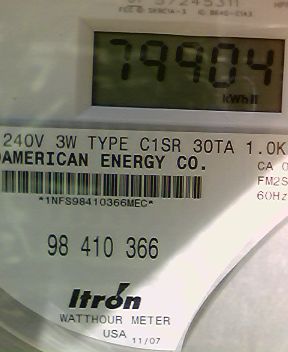 79904
kWh
240V 3W TYPE C1SR 30TA 1.0K
AMERICAN ENERGY CO.
CA 0
FM2S
60Hz
*1NFS98410366MEC*
98 410 366
Itron
WATTHOUR METER
USA 11/07